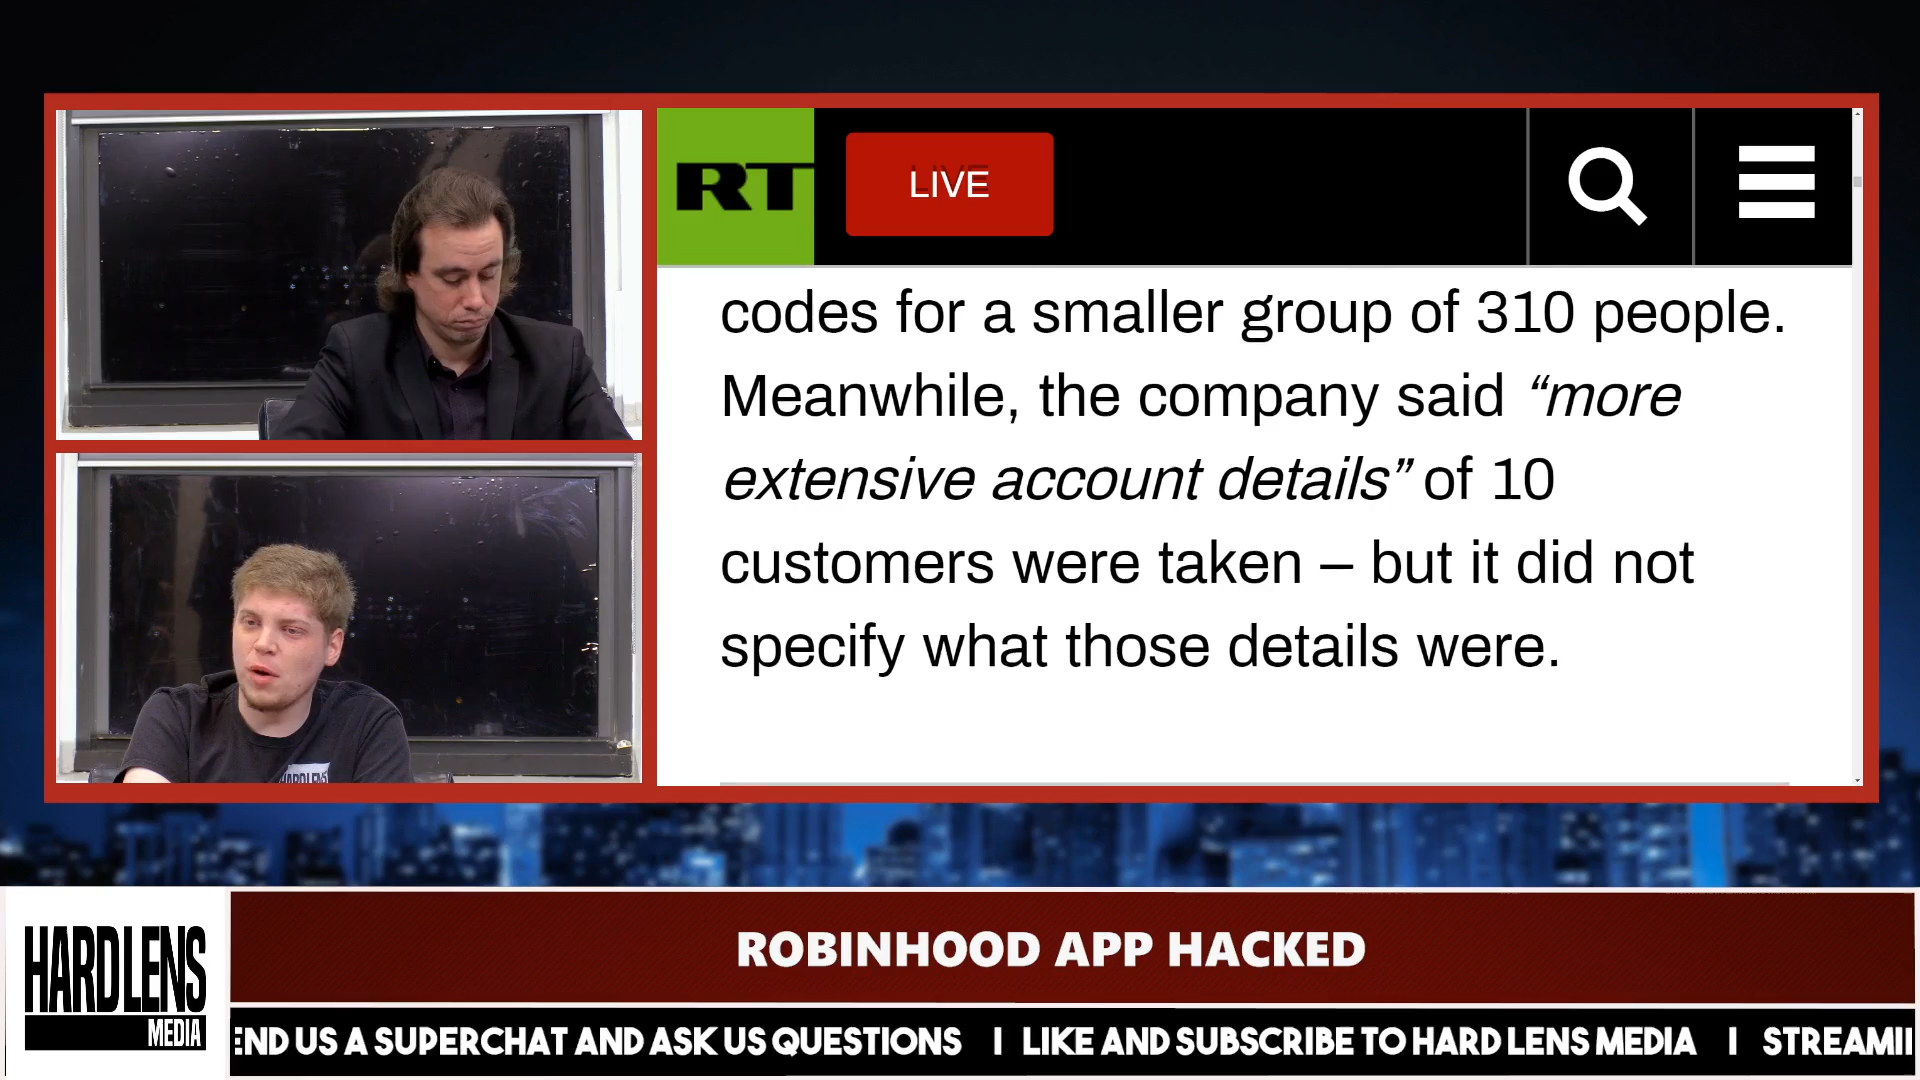 RT
LIVE
codes for a smaller group of 310 people.
Meanwhile, the company said “more
extensive account details” of 10
customers were taken – but it did not
specify what those details were.
HARDLENS
ROBINHOOD APP HACKED
HARD LENS
MEDIA
END US A SUPERCHAT AND ASK US QUESTIONS | LIKE AND SUBSCRIBE TO HARD LENS MEDIA | STREAMI